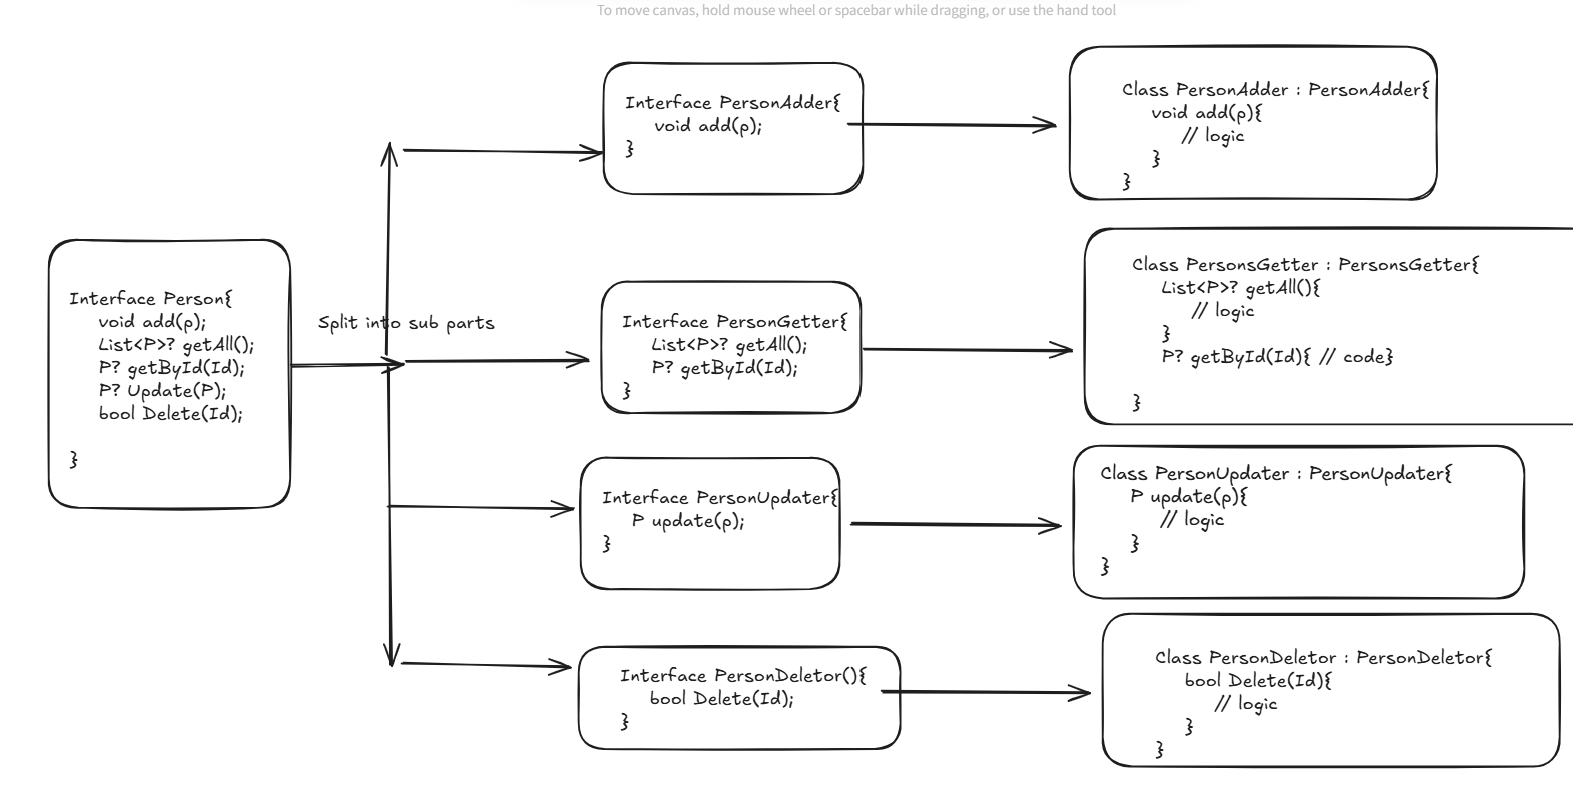 To move canvas, hold mouse wheel or spacebar while dragging, or use the hand tool
Interface Person{
void add(p);
List<P>? getAll();
P? getById(Id);
P? Update(P);
bool Delete(Id);
}
Split into sub parts
Interface PersonAdder{
void add(p);
}
Class PersonAdder : PersonAdder{
void add(p){
// logic
}
}
Interface PersonGetter{
List<P>? getAll();
P? getById(Id);
}
Class PersonsGetter : PersonsGetter{
List<P>? getAll(){
// logic
}
P? getById(Id){ // code}
}
Interface PersonUpdater{
P update(p);
}
Class PersonUpdater : PersonUpdater{
P update(p){
// logic
}
}
Interface PersonDeletor(){
bool Delete(Id);
}
Class PersonDeletor : PersonDeletor{
bool Delete(Id){
// logic
}
}